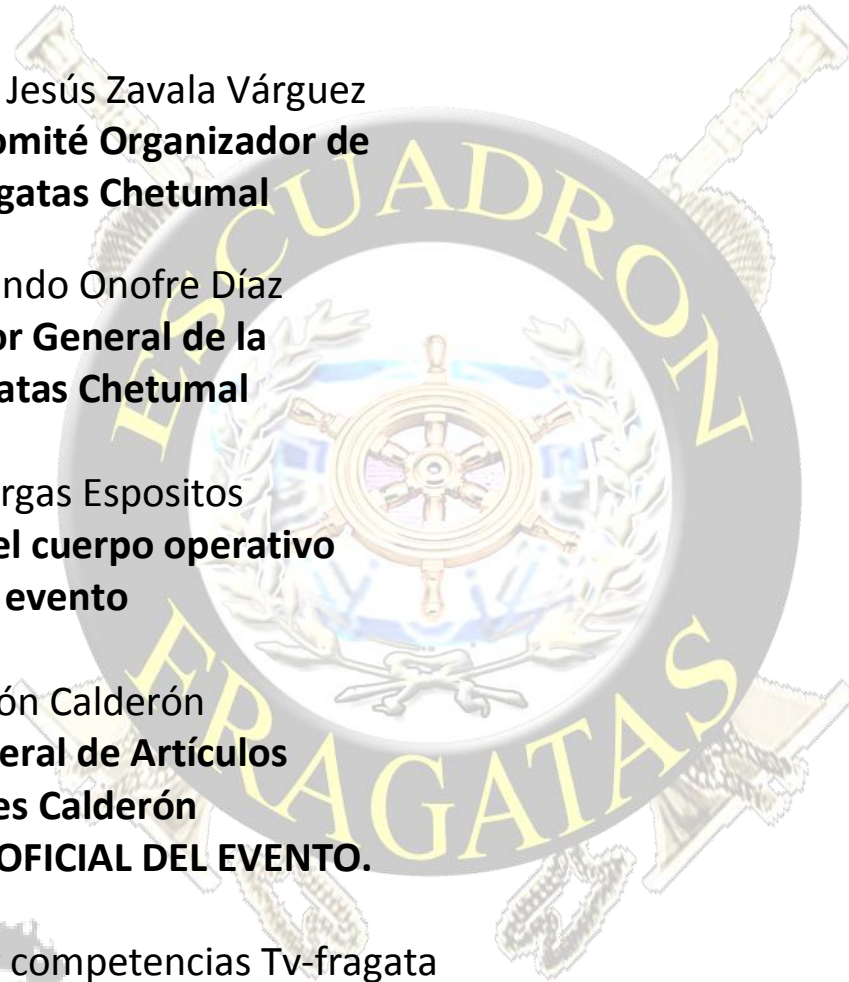 Jesús Zavala Várguez
omité Organizador de
gatas Chetumal
ndo Onofre Díaz
or General de la
atas Chetumal
rgas Espositos
el cuerpo operativo
evento
ón Calderón
eral de Artículos
es Calderón
OFICIAL DEL EVENTO.
competencias Tv-fragata
ESCUADRON
FRAGATAS